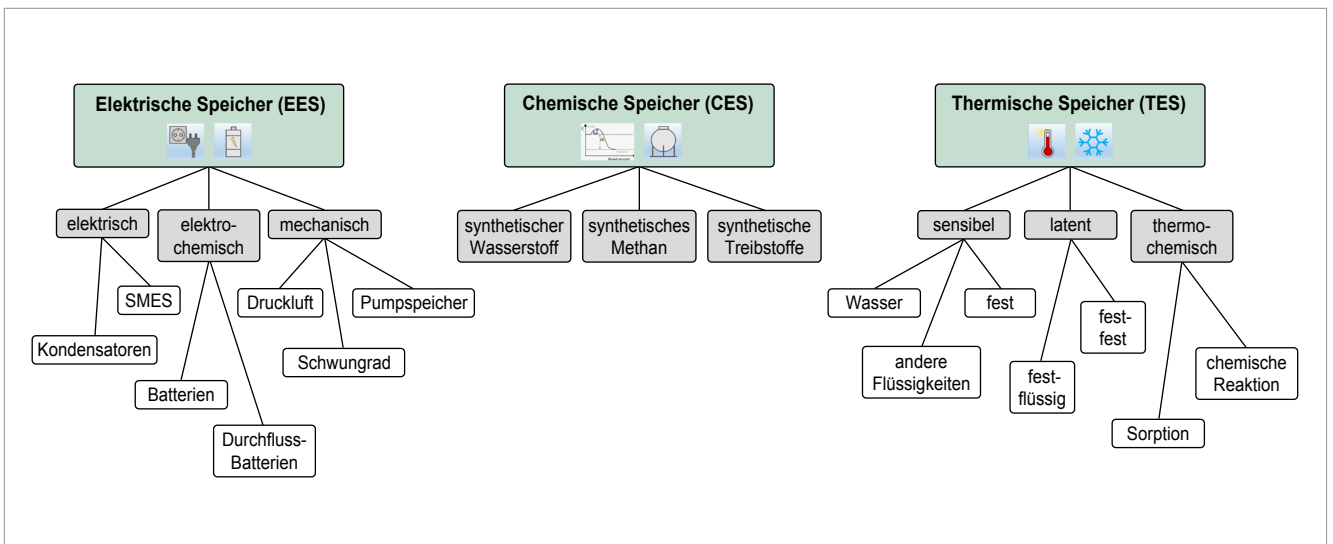 Elektrische Speicher (EES)
Chemische Speicher (CES)
Thermische Speicher (TES)
elektrisch
elektro-
chemisch
mechanisch
synthetischer
Wasserstoff
synthetisches
Methan
synthetische
Treibstoffe
sensibel
latent
thermo-
chemisch
SMES
Kondensatoren
Batterien
Durchfluss-
Batterien
Druckluft
Schwungrad
Pumpspeicher
Wasser
andere
Flüssigkeiten
fest
fest-
flüssig
fest-
fest
Sorption
chemische
Reaktion